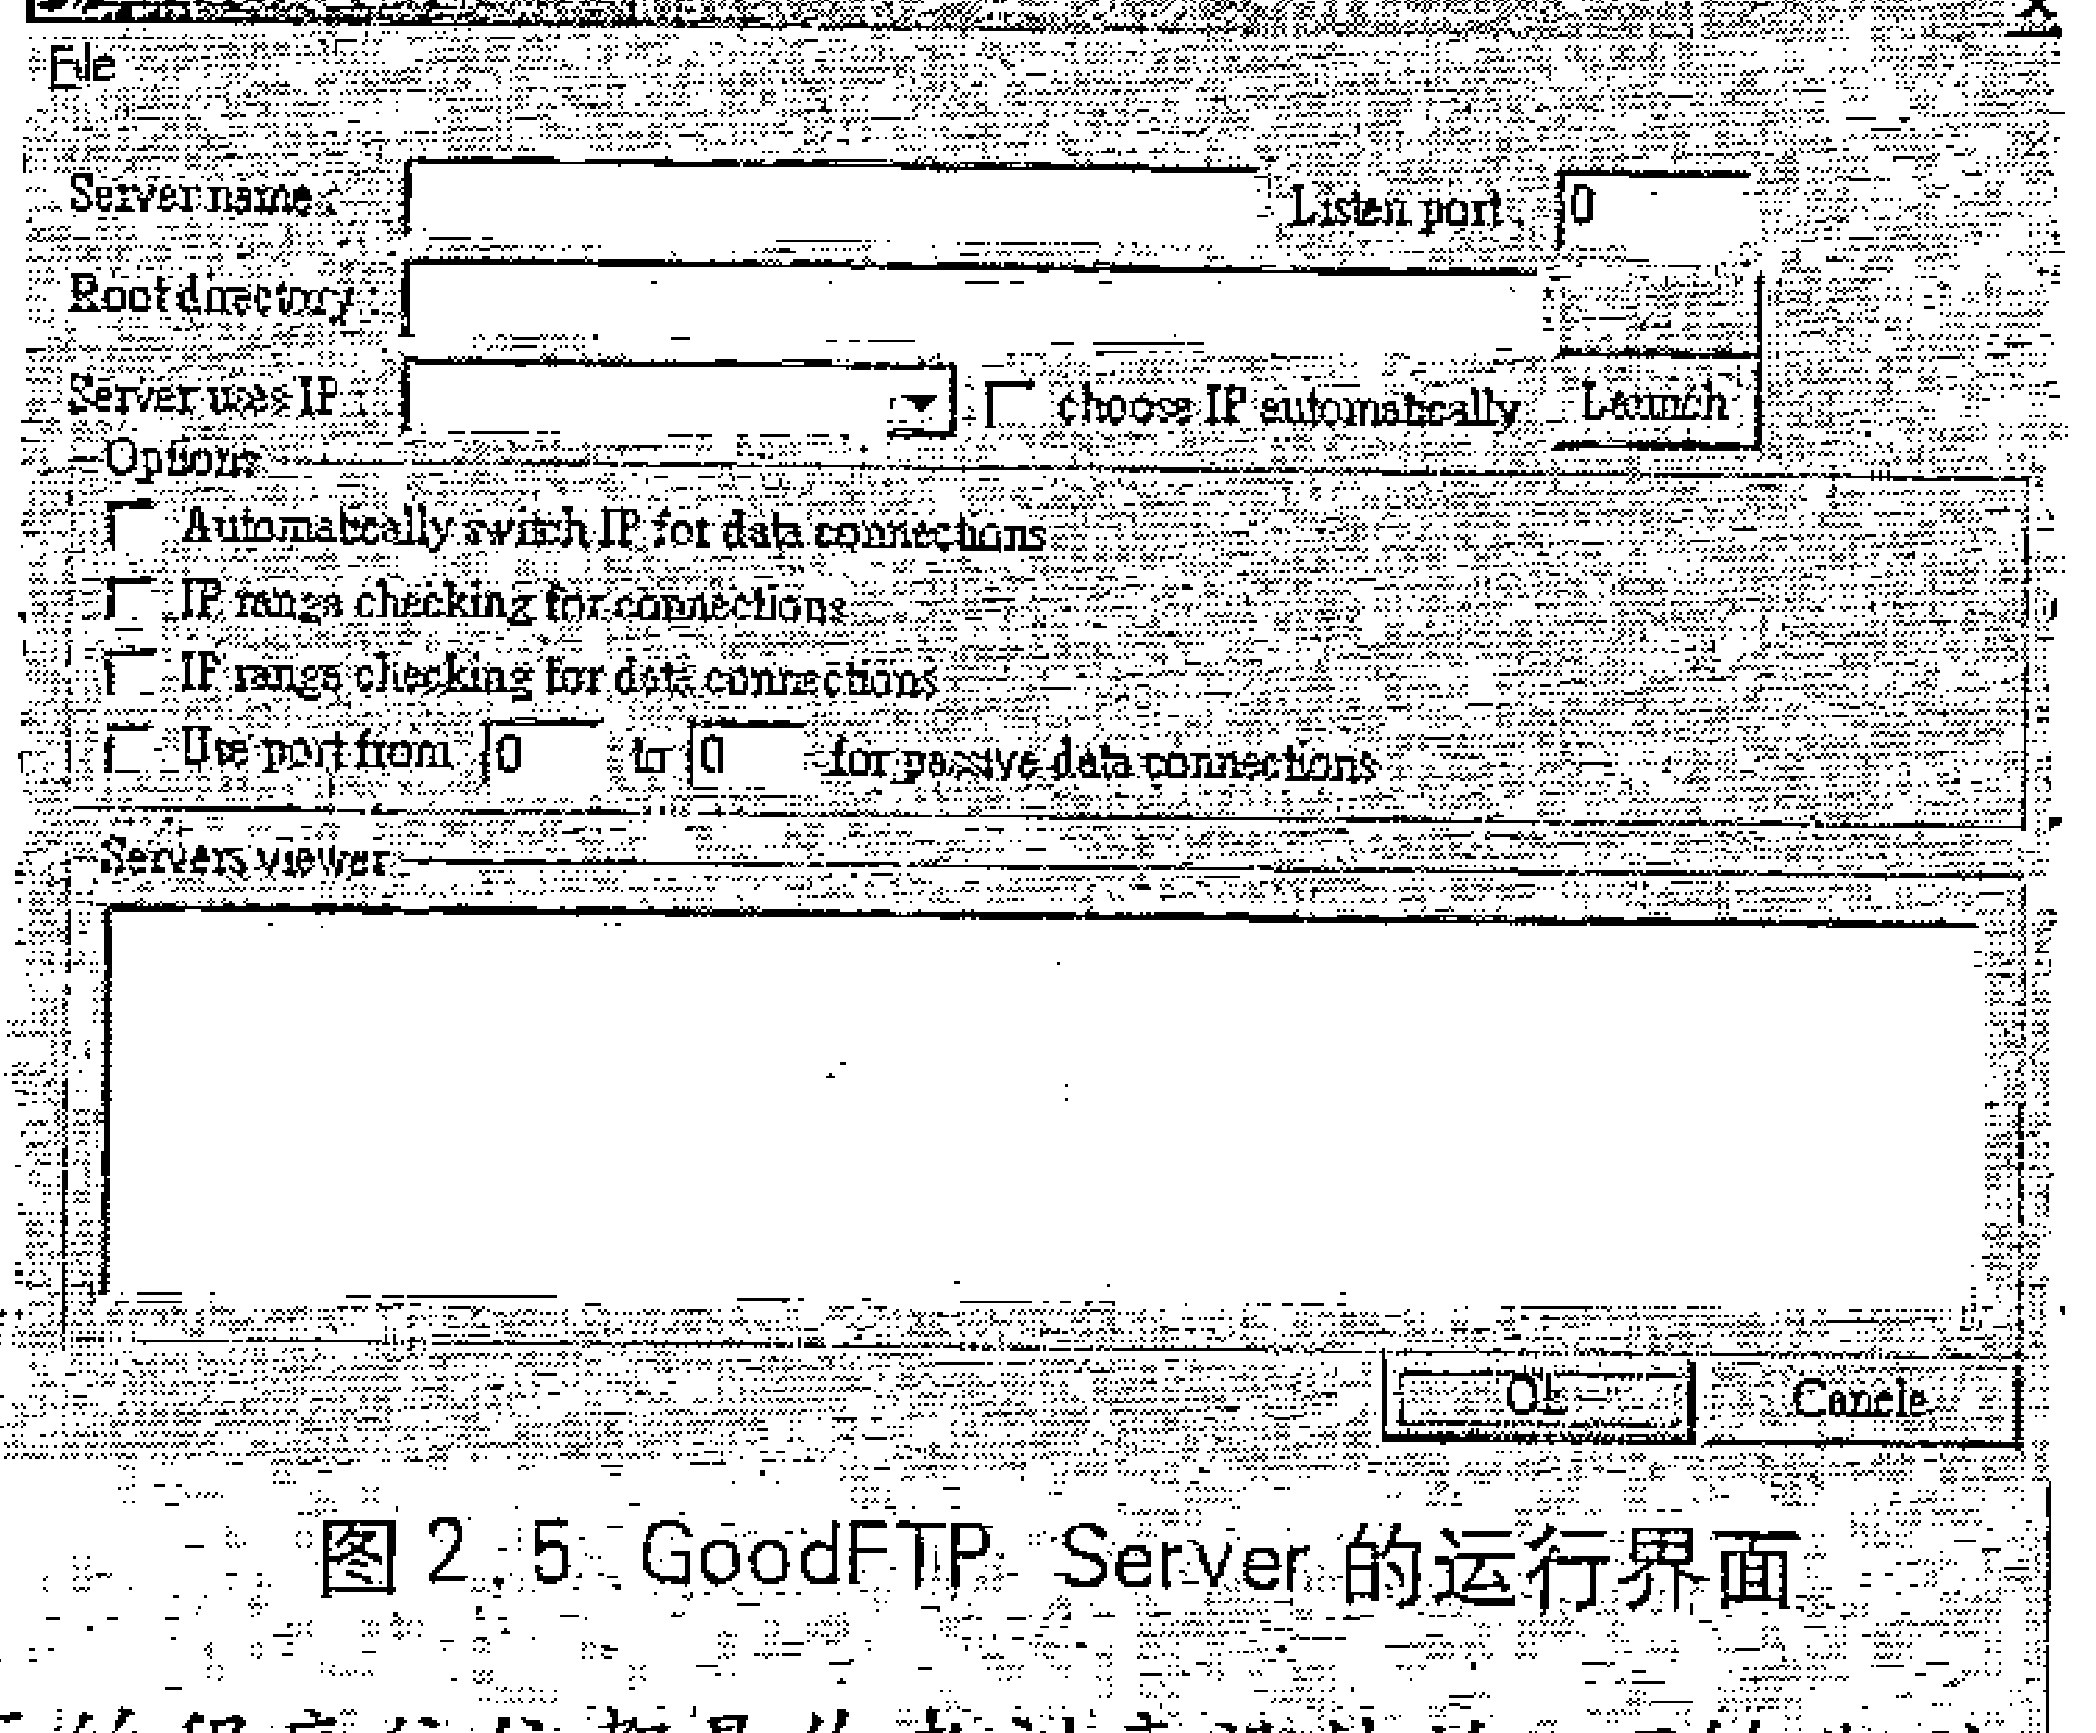 File
Server name : Listen port : 0
Root directory :
Server uses IP : choose IP automatically Launch
Options
Automatically switch IP for data connections
IP range checking for connections
IP range checking for data connections
Use port from 0 to 0 for passive data connections
Servers viewer
Ok Cancle
图2.5 GoodFTP Server 的运行界面